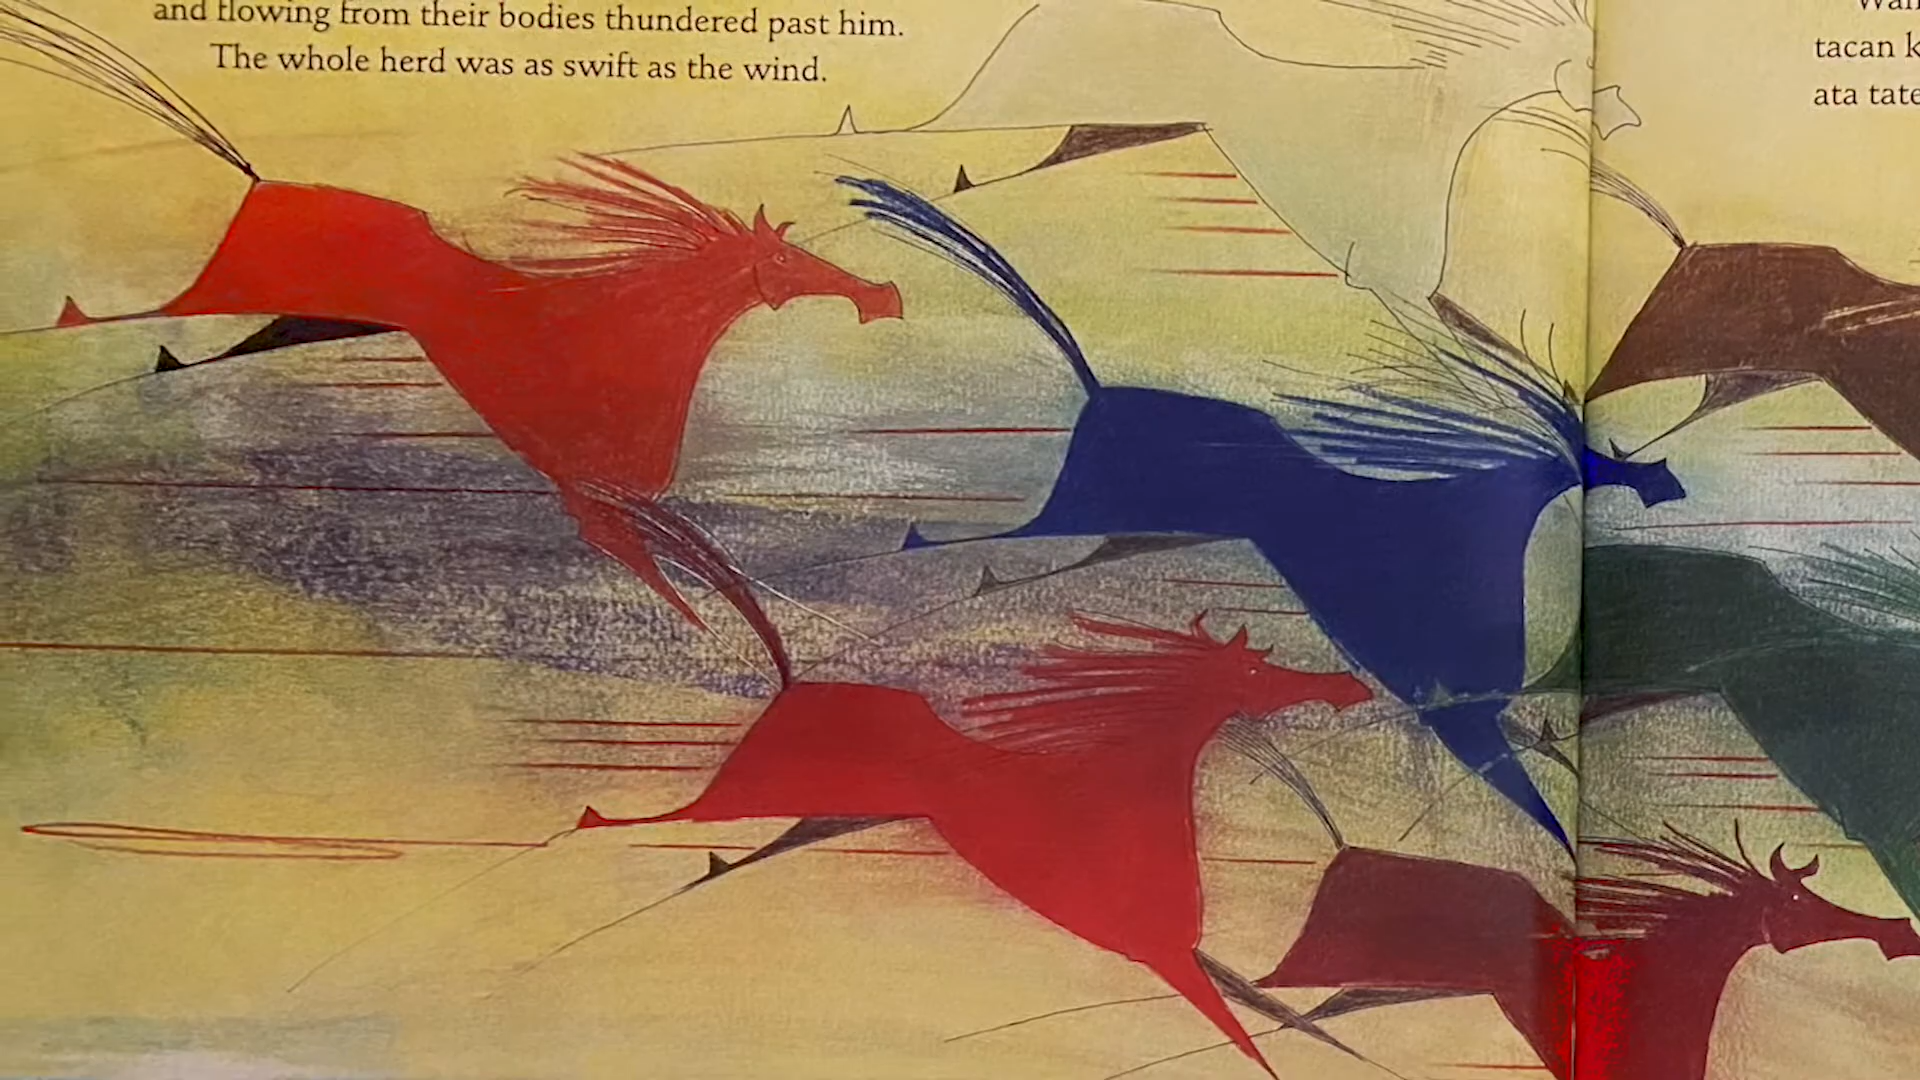 and flowing from their bodies thundered past him.
The whole herd was as swift as the wind.
tacan
ata